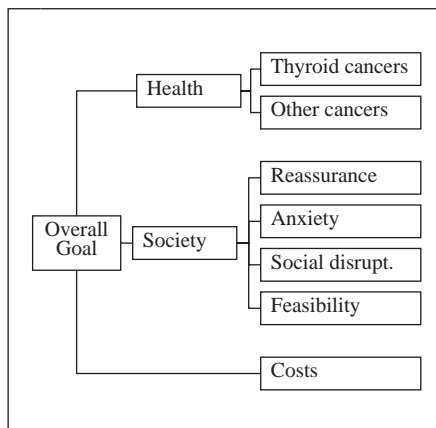 Thyroid cancers
Health
Other cancers
Reassurance
Anxiety
Overall
Goal
Society
Social disrupt.
Feasibility
Costs